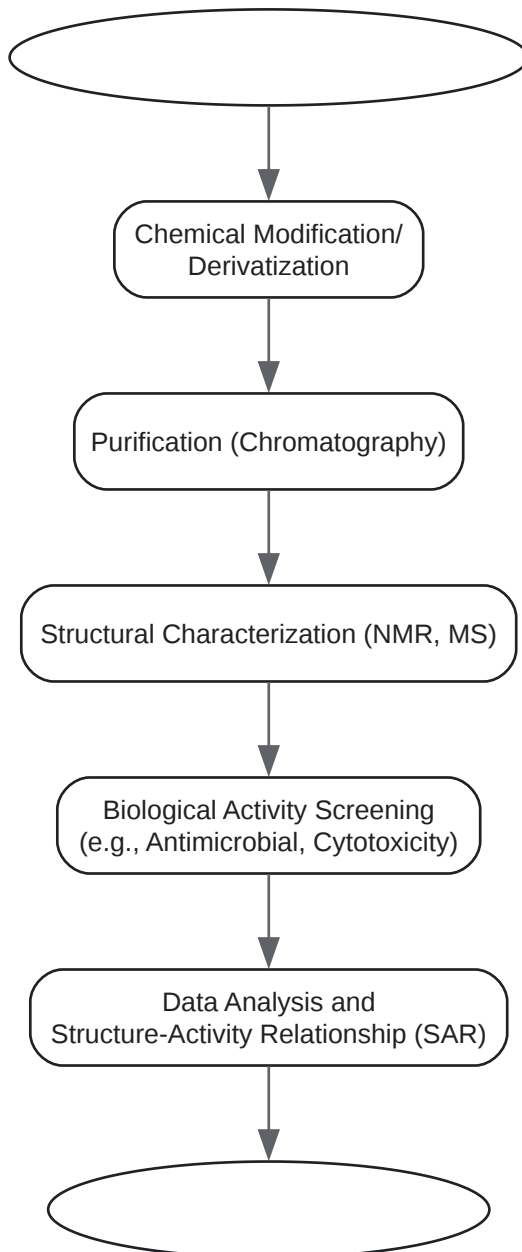 Chemical Modification/
Derivatization
Purification (Chromatography)
Structural Characterization (NMR, MS)
Biological Activity Screening
(e.g., Antimicrobial, Cytotoxicity)
Data Analysis and
Structure-Activity Relationship (SAR)